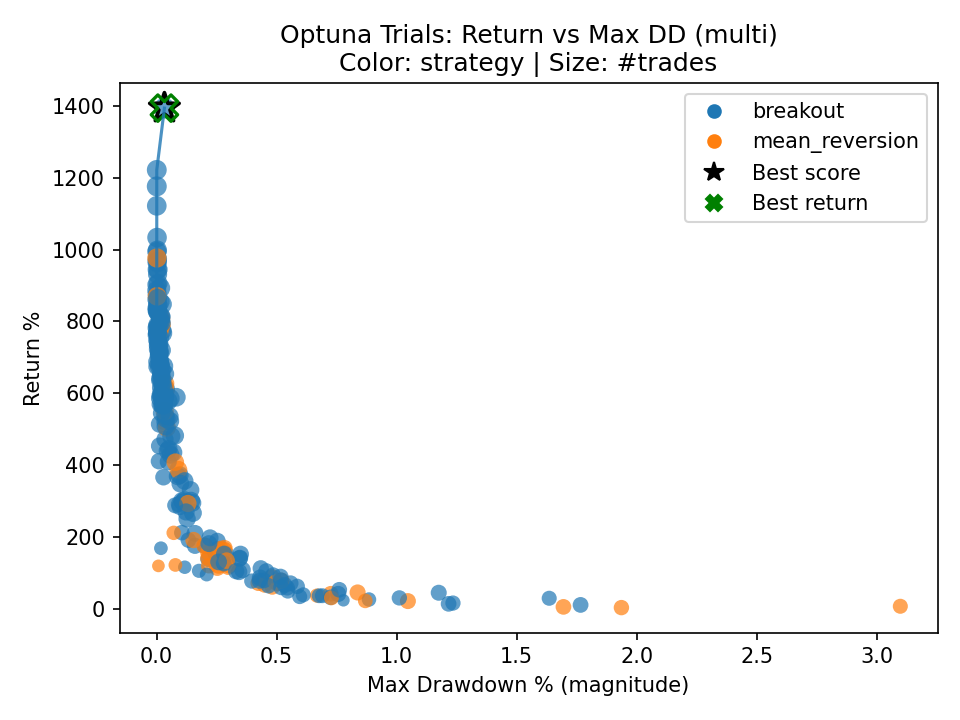 Optuna Trials: Return vs Max DD (multi)
Color: strategy | Size: #trades
breakout
mean_reversion
Best score
Best return
Return %
1400
1200
1000
800
600
400
200
0
0.0 0.5 1.0 1.5 2.0 2.5 3.0
Max Drawdown % (magnitude)